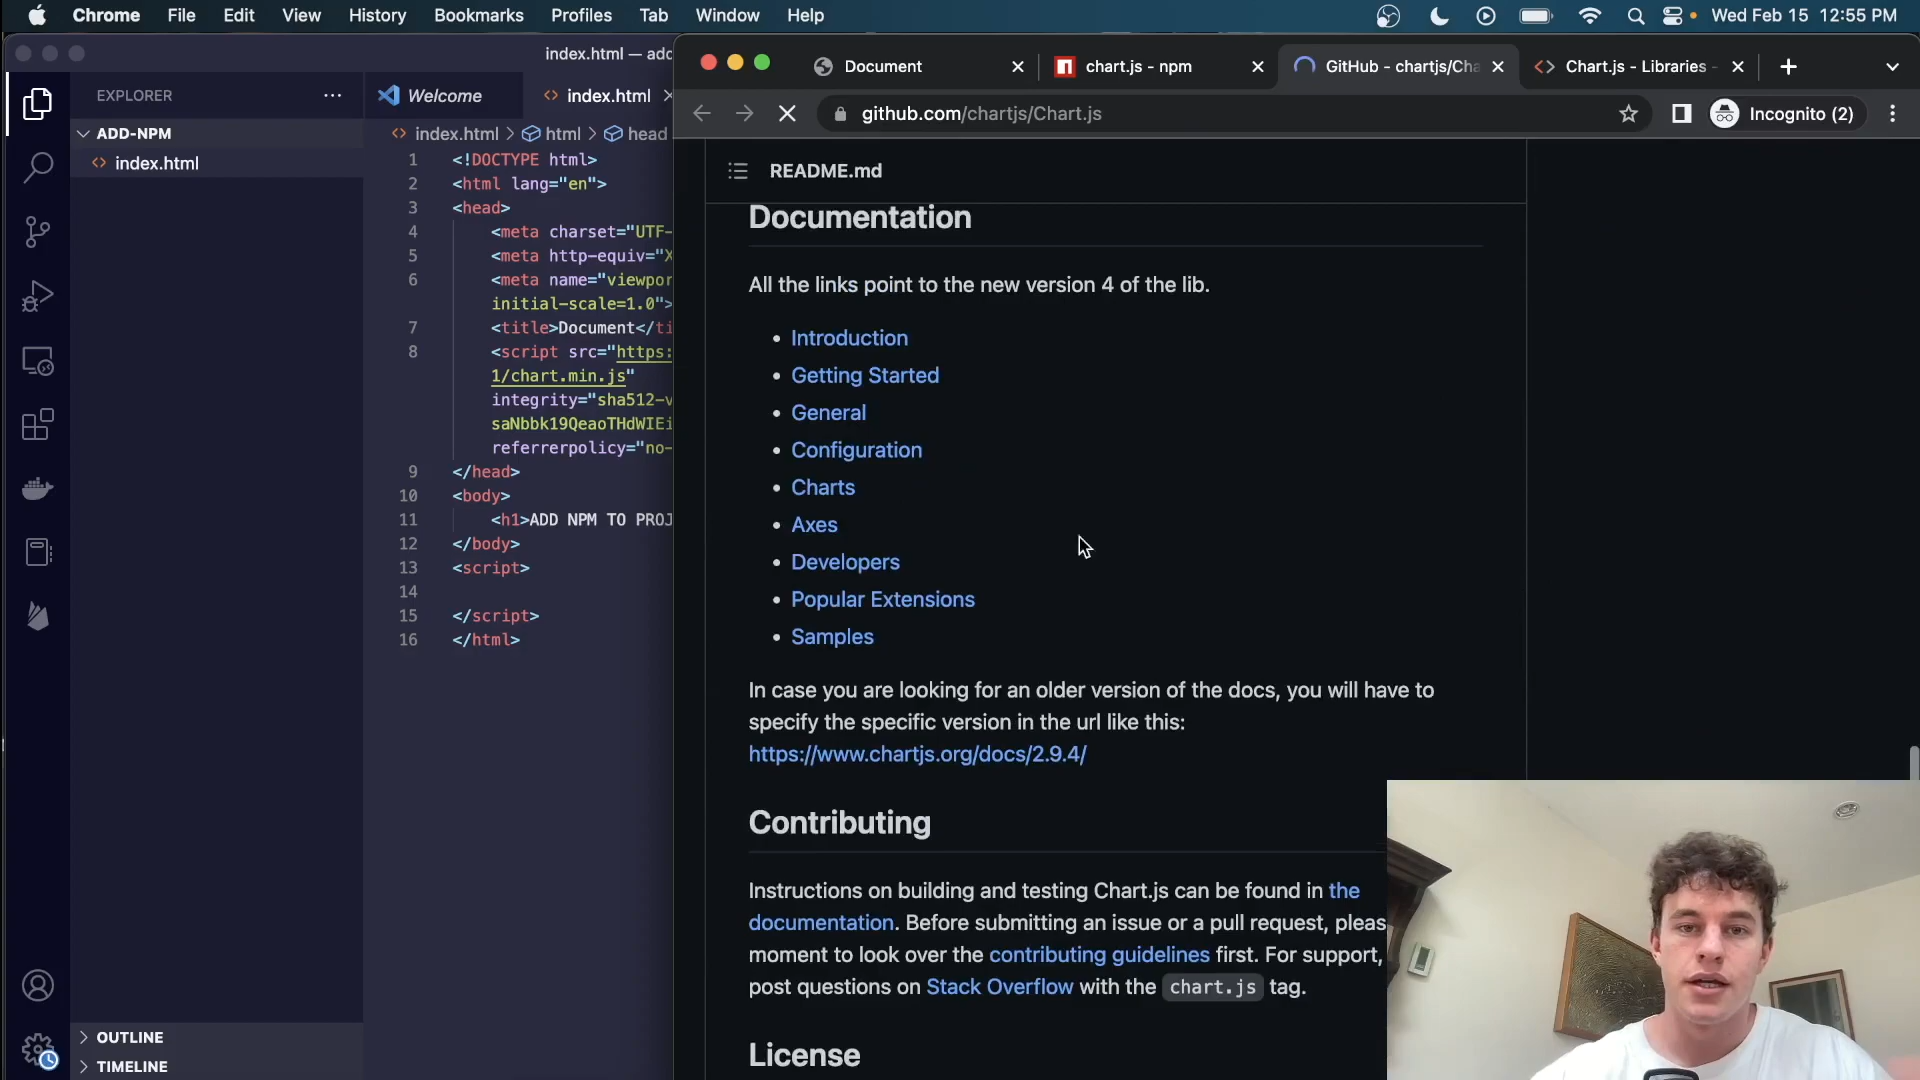 Chrome File Edit View History Bookmarks Profiles Tab Window Help Wed Feb 15 12:55 PM
index.html — add
EXPLORER
ADD-NPM
index.html
OUTLINE
TIMELINE
Welcome index.html
index.html > html > head
1 <!DOCTYPE html>
2 <html lang="en">
3 <head>
4 <meta charset="UTF-
5 <meta http-equiv="X
6 <meta name="viewpor
initial-scale=1.0">
7 <title>Document</ti
8 <script src="https:
1/chart.min.js"
integrity="sha512-v
saNbbk19QeaoTHdWIEi
referrerpolicy="no-
9 </head>
10 <body>
11 <h1>ADD NPM TO PROJ
12 </body>
13 <script>
14
15 </script>
16 </html>
Document chart.js - npm GitHub - chartjs/Cha Chart.js - Libraries -
github.com/chartjs/Chart.js Incognito (2)
README.md
Documentation
All the links point to the new version 4 of the lib.
• Introduction
• Getting Started
• General
• Configuration
• Charts
• Axes
• Developers
• Popular Extensions
• Samples
In case you are looking for an older version of the docs, you will have to
specify the specific version in the url like this:
https://www.chartjs.org/docs/2.9.4/
Contributing
Instructions on building and testing Chart.js can be found in the
documentation. Before submitting an issue or a pull request, pleas
moment to look over the contributing guidelines first. For support,
post questions on Stack Overflow with the chart.js tag.
License